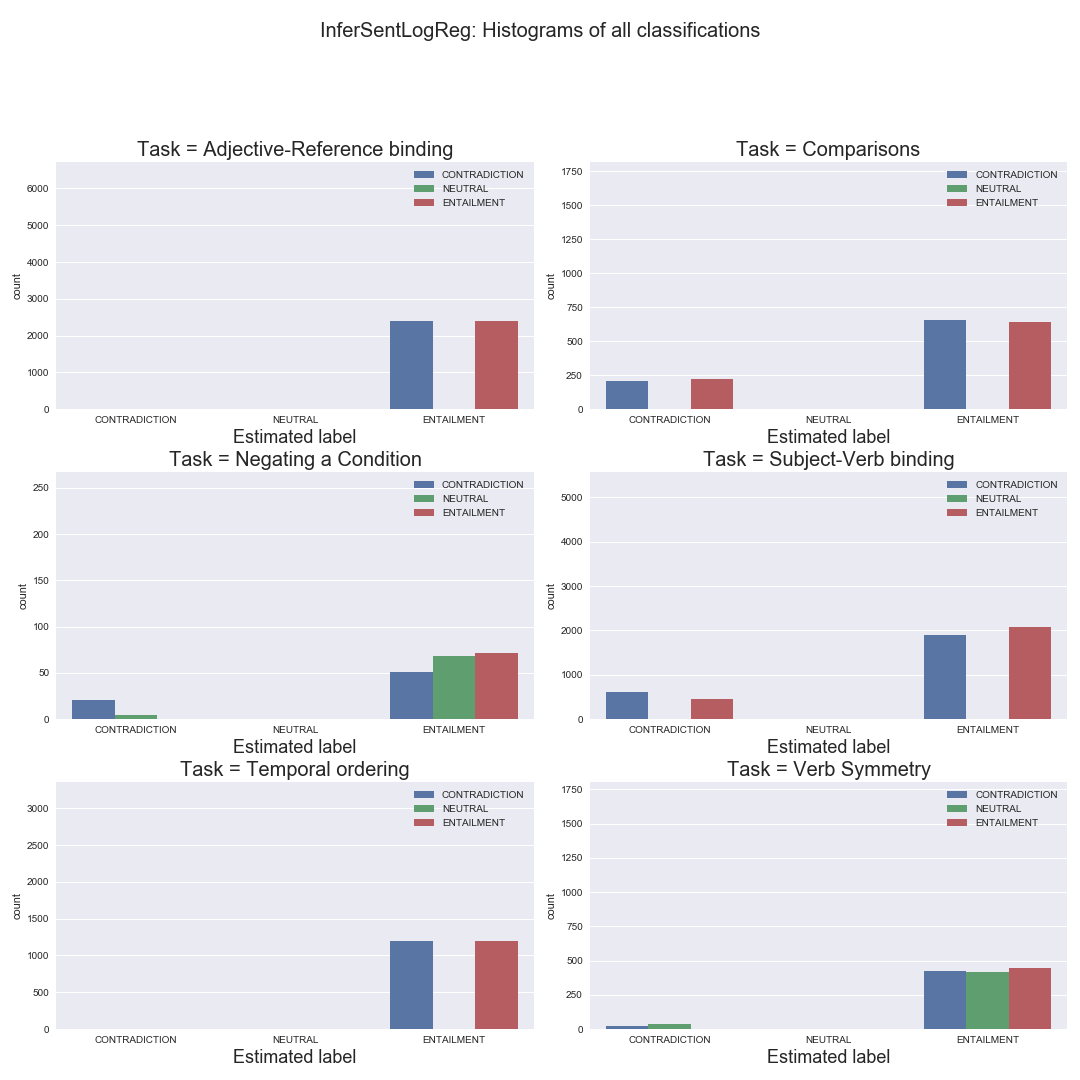 InferSentLogReg: Histograms of all classifications
Task = Adjective-Reference binding
CONTRADICTION
NEUTRAL
ENTAILMENT
6000
5000
4000
3000
2000
1000
0
count
CONTRADICTION NEUTRAL ENTAILMENT
Estimated label
Task = Comparisons
CONTRADICTION
NEUTRAL
ENTAILMENT
1750
1500
1250
1000
750
500
250
0
count
CONTRADICTION NEUTRAL ENTAILMENT
Estimated label
Task = Negating a Condition
CONTRADICTION
NEUTRAL
ENTAILMENT
250
200
150
100
50
0
count
CONTRADICTION NEUTRAL ENTAILMENT
Estimated label
Task = Subject-Verb binding
CONTRADICTION
NEUTRAL
ENTAILMENT
5000
4000
3000
2000
1000
0
count
CONTRADICTION NEUTRAL ENTAILMENT
Estimated label
Task = Temporal ordering
CONTRADICTION
NEUTRAL
ENTAILMENT
3000
2500
2000
1500
1000
500
0
count
CONTRADICTION NEUTRAL ENTAILMENT
Estimated label
Task = Verb Symmetry
CONTRADICTION
NEUTRAL
ENTAILMENT
1750
1500
1250
1000
750
500
250
0
count
CONTRADICTION NEUTRAL ENTAILMENT
Estimated label